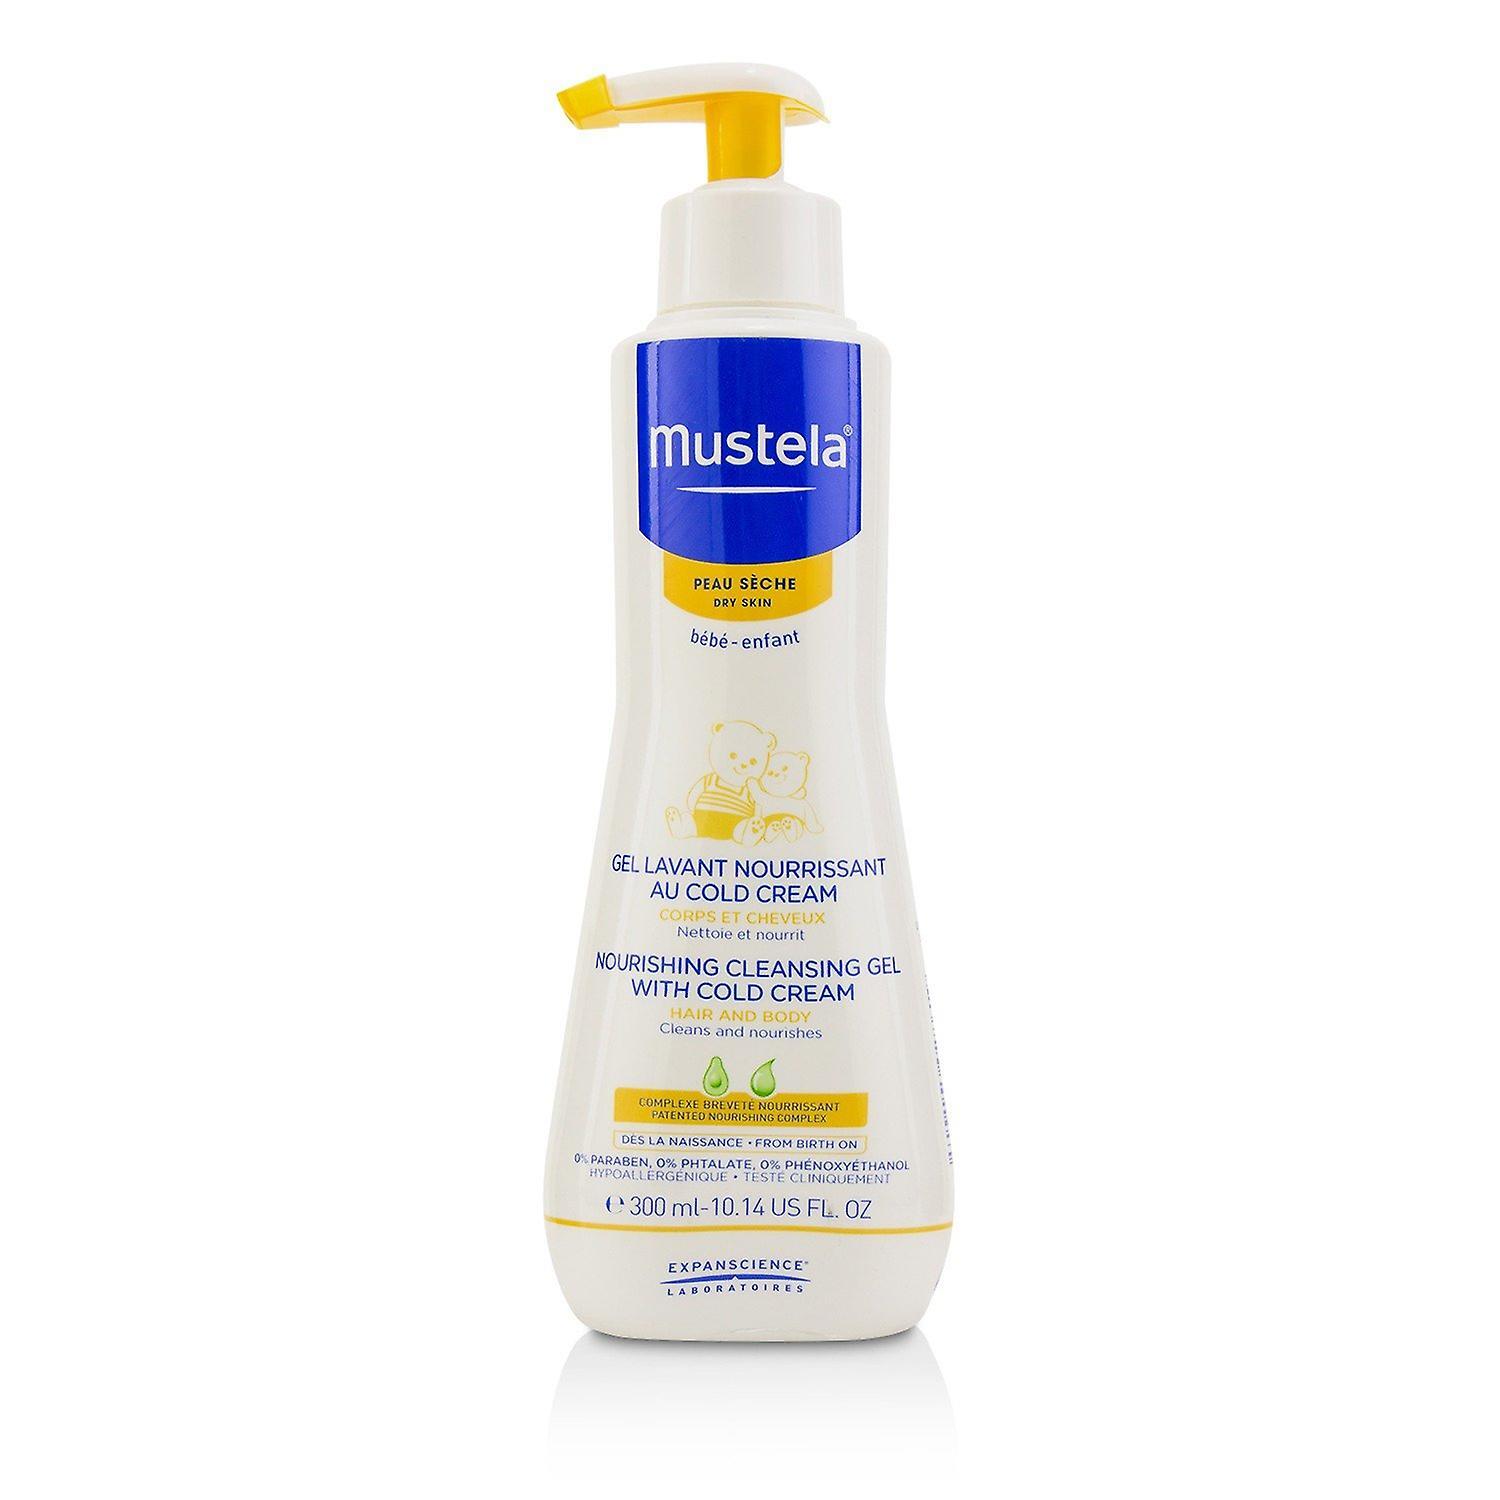 mustela®
PEAU SÈCHE
DRY SKIN
bébé-enfant
GEL LAVANT NOURRISSANT
AU COLD CREAM
CORPS ET CHEVEUX
Nettoie et nourrit
NOURISHING CLEANSING GEL
WITH COLD CREAM
HAIR AND BODY
Cleans and nourishes
COMPLEXE BREVETÉ NOURRISSANT
PATENTED NOURISHING COMPLEX
DÈS LA NAISSANCE • FROM BIRTH ON
0% PARABEN, 0% PHTALATE, 0% PHÉNOXYÉTHANOL
HYPOALLERGÉNIQUE • TESTÉ CLINIQUEMENT
℮ 300 ml-10.14 US FL. OZ
EXPANSCIENCE®
LABORATOIRES